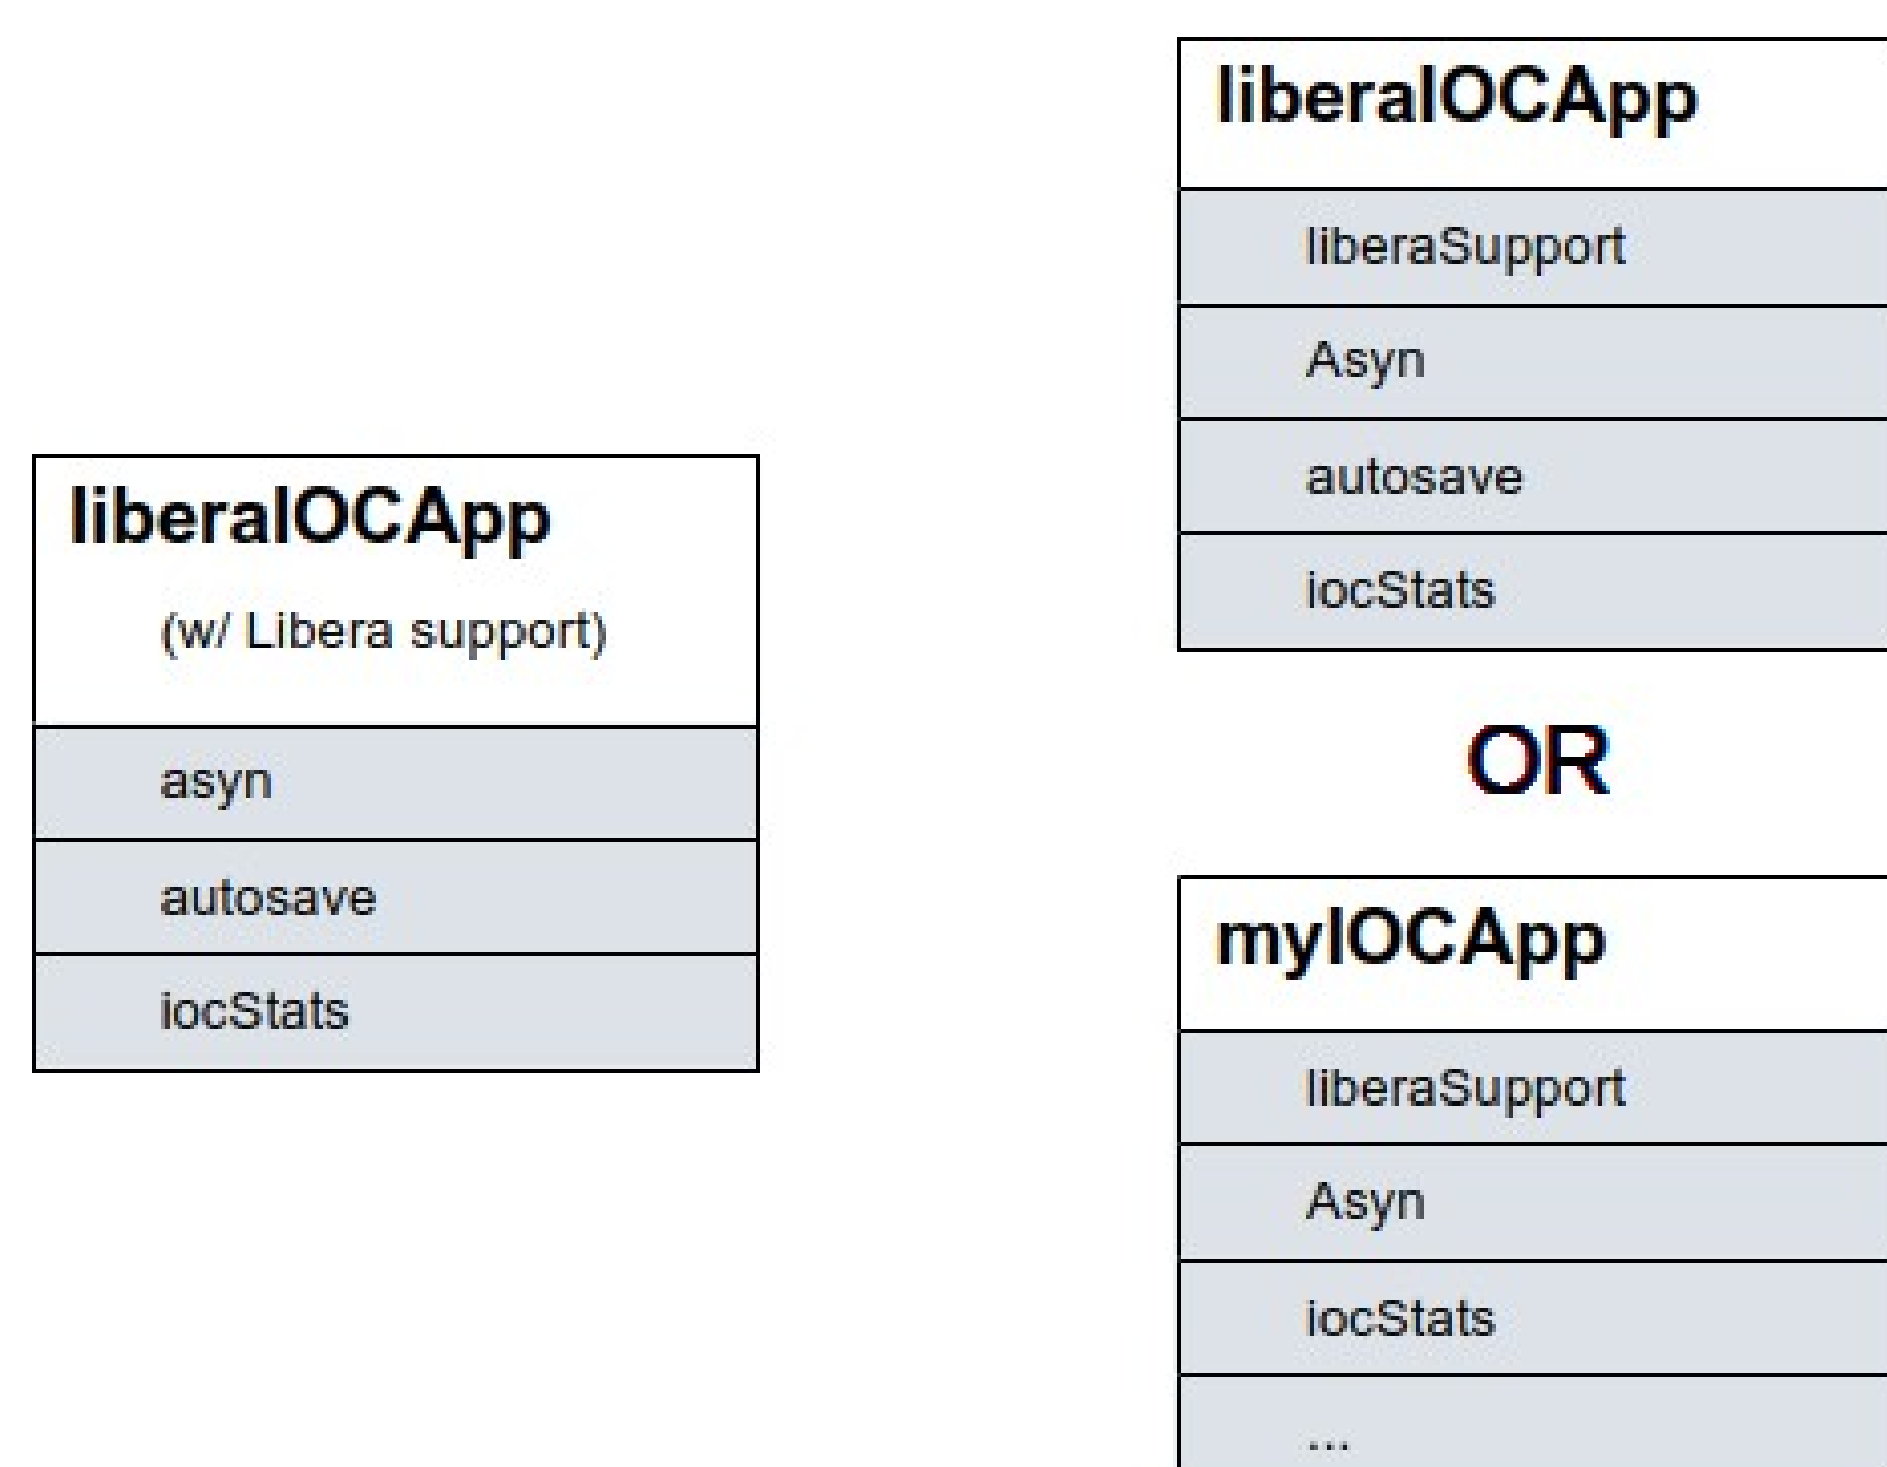 liberaIOCApp
(w/ Libera support)
asyn
autosave
iocStats
liberaIOCApp
liberaSupport
Asyn
autosave
iocStats
OR
myIOCApp
liberaSupport
Asyn
iocStats
...